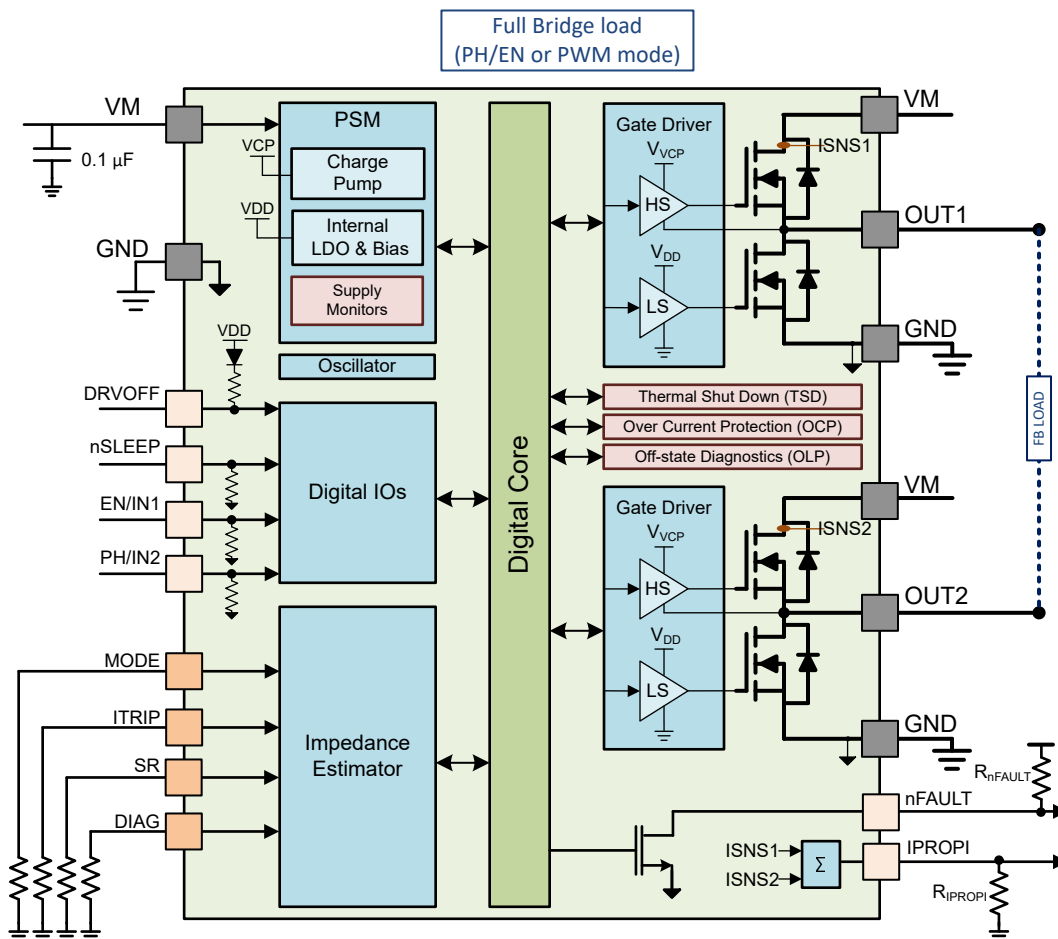 Full Bridge load
(PH/EN or PWM mode)
VM
0.1 µF
GND
PSM
VCP
Charge
Pump
VDD
Internal
LDO & Bias
Supply
Monitors
Oscillator
VDD
DRVOFF
nSLEEP
EN/IN1
PH/IN2
Digital IOs
MODE
ITRIP
SR
DIAG
Impedance
Estimator
Digital Core
Gate Driver
VVCP
HS
VDD
LS
ISNS1
VM
OUT1
GND
Thermal Shut Down (TSD)
Over Current Protection (OCP)
Off-state Diagnostics (OLP)
FB LOAD
Gate Driver
VVCP
HS
VDD
LS
ISNS2
VM
OUT2
GND
RnFAULT
nFAULT
ISNS1
ISNS2
Σ
IPROPI
RIPROPI